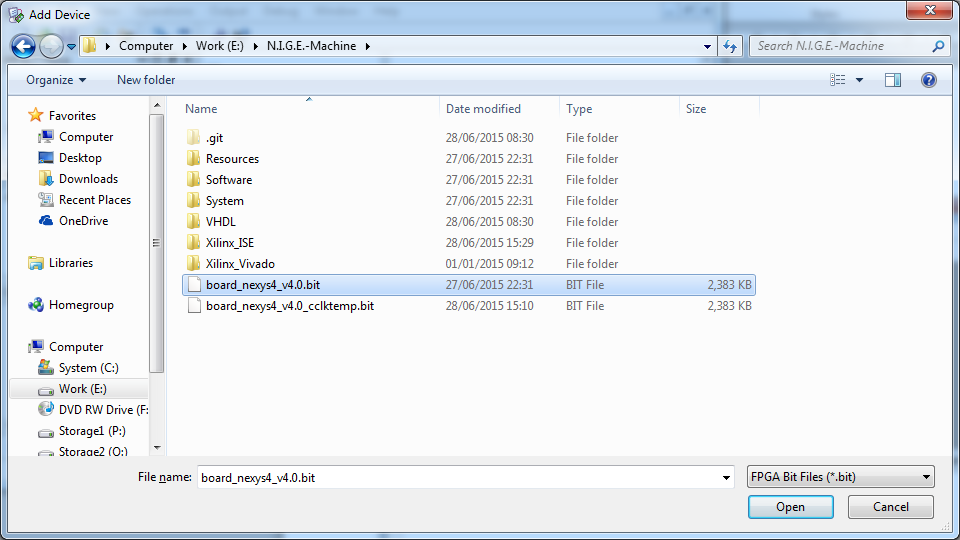 Add Device
Computer Work (E:) N.I.G.E.-Machine Search N.I.G.E.-Machine
Organize New folder
Name Date modified Type Size
Favorites
Computer
Desktop
Downloads
Recent Places
OneDrive
Libraries
Homegroup
Computer
System (C:)
Work (E:)
DVD RW Drive (F:
Storage1 (P:)
Storage2 (O:)
.git 28/06/2015 08:30 File folder
Resources 27/06/2015 22:31 File folder
Software 27/06/2015 22:31 File folder
System 27/06/2015 22:31 File folder
VHDL 28/06/2015 08:30 File folder
Xilinx_ISE 28/06/2015 15:29 File folder
Xilinx_Vivado 01/01/2015 09:12 File folder
board_nexys4_v4.0.bit 27/06/2015 22:31 BIT File 2,383 KB
board_nexys4_v4.0_cclktemp.bit 28/06/2015 15:10 BIT File 2,383 KB
File name: board_nexys4_v4.0.bit FPGA Bit Files (*.bit)
Open Cancel